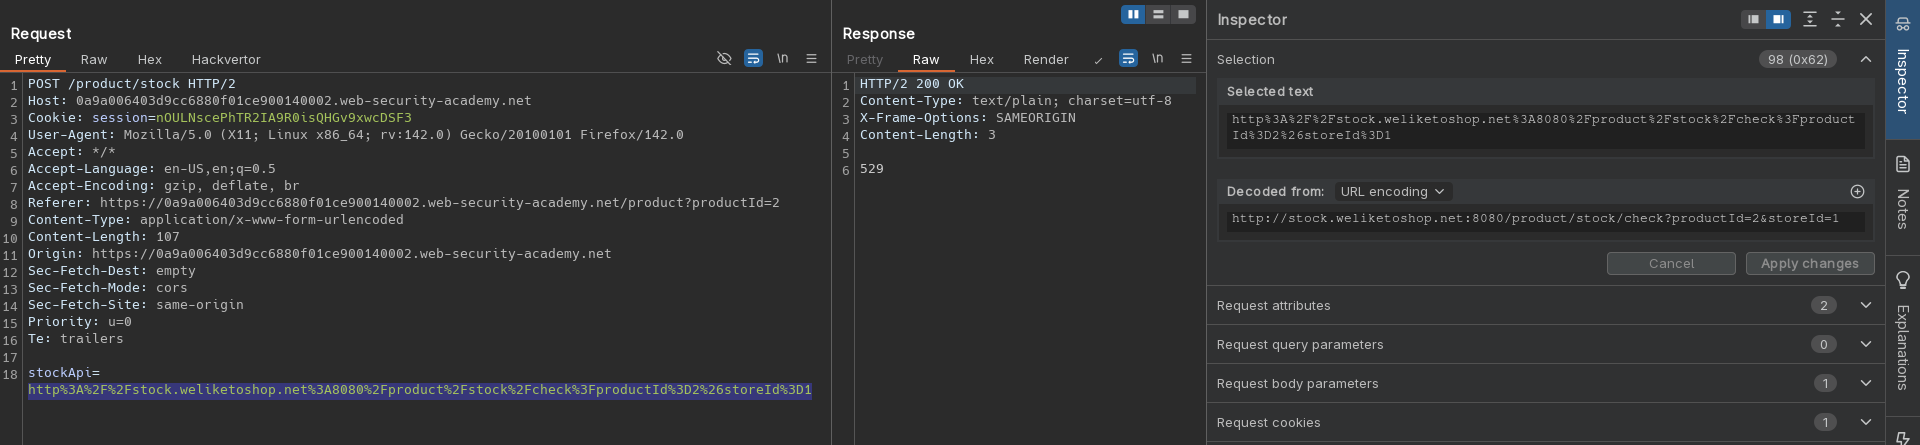 Request
Pretty Raw Hex Hackvertor \n
1 POST /product/stock HTTP/2
2 Host: 0a9a006403d9cc6880f01ce900140002.web-security-academy.net
3 Cookie: session=nOULNscePhTR2IA9R0isQHGv9xwcDSF3
4 User-Agent: Mozilla/5.0 (X11; Linux x86_64; rv:142.0) Gecko/20100101 Firefox/142.0
5 Accept: */*
6 Accept-Language: en-US,en;q=0.5
7 Accept-Encoding: gzip, deflate, br
8 Referer: https://0a9a006403d9cc6880f01ce900140002.web-security-academy.net/product?productId=2
9 Content-Type: application/x-www-form-urlencoded
10 Content-Length: 107
11 Origin: https://0a9a006403d9cc6880f01ce900140002.web-security-academy.net
12 Sec-Fetch-Dest: empty
13 Sec-Fetch-Mode: cors
14 Sec-Fetch-Site: same-origin
15 Priority: u=0
16 Te: trailers
17
18 stockApi=
http%3A%2F%2Fstock.weliketoshop.net%3A8080%2Fproduct%2Fstock%2Fcheck%3FproductId%3D2%26storeId%3D1
Response
Pretty Raw Hex Render \n
1 HTTP/2 200 OK
2 Content-Type: text/plain; charset=utf-8
3 X-Frame-Options: SAMEORIGIN
4 Content-Length: 3
5
6 529
Inspector
Selection 98 (0x62)
Selected text
http%3A%2F%2Fstock.weliketoshop.net%3A8080%2Fproduct%2Fstock%2Fcheck%3Fproduct
Id%3D2%26storeId%3D1
Decoded from: URL encoding
http://stock.weliketoshop.net:8080/product/stock/check?productId=2&storeId=1
Cancel Apply changes
Request attributes 2
Request query parameters 0
Request body parameters 1
Request cookies 1
Inspector
Notes
Explanations